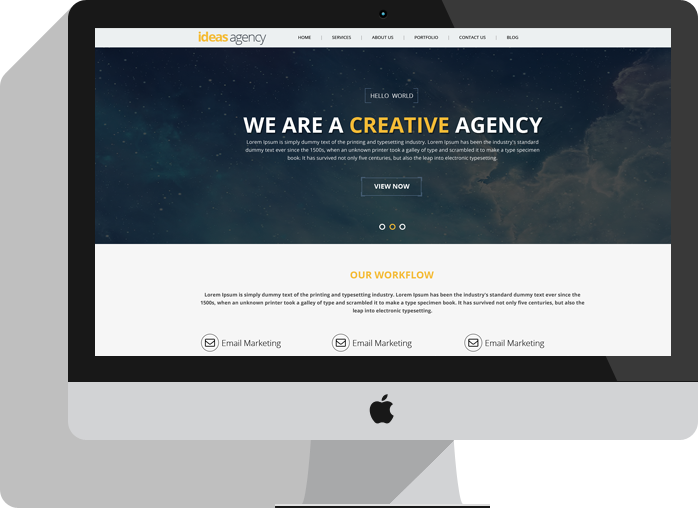 ideas agency
HOME | SERVICES | ABOUT US | PORTFOLIO | CONTACT US | BLOG
HELLO WORLD
WE ARE A CREATIVE AGENCY
Lorem Ipsum is simply dummy text of the printing and typesetting industry. Lorem Ipsum has been the industry's standard
dummy text ever since the 1500s, when an unknown printer took a galley of type and scrambled it to make a type specimen
book. It has survived not only five centuries, but also the leap into electronic typesetting.
VIEW NOW
OUR WORKFLOW
Lorem Ipsum is simply dummy text of the printing and typesetting industry. Lorem Ipsum has been the industry's standard dummy text ever since the
1500s, when an unknown printer took a galley of type and scrambled it to make a type specimen book. It has survived not only five centuries, but also the
leap into electronic typesetting.
Email Marketing Email Marketing Email Marketing